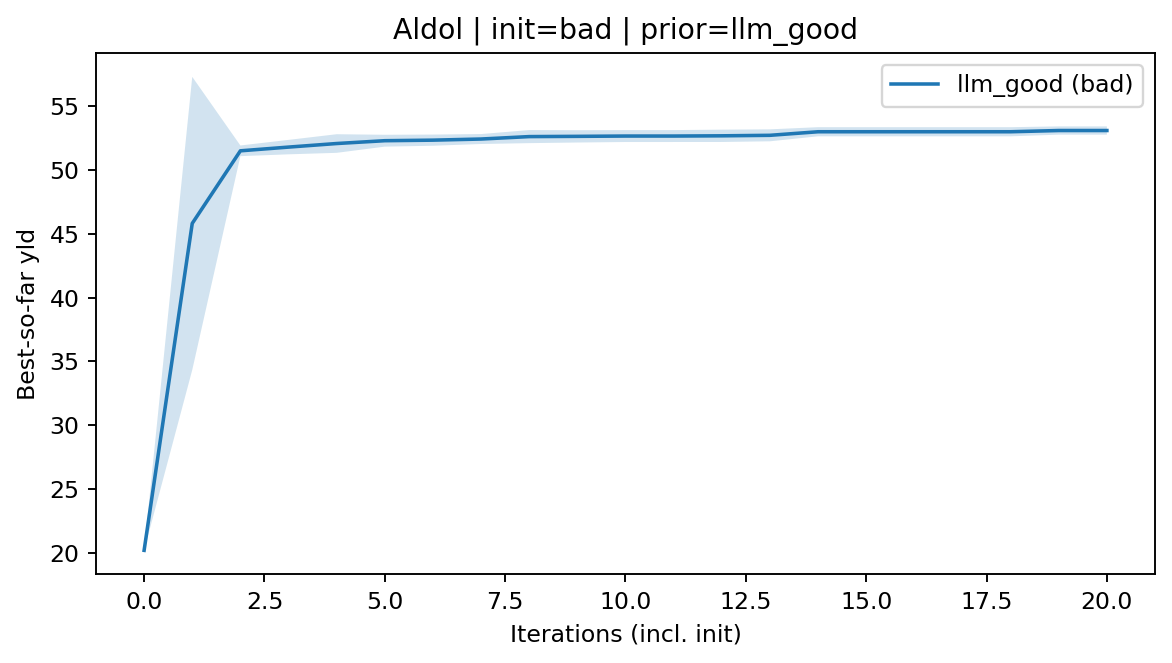 Aldol | init=bad | prior=llm_good
llm_good (bad)
Best-so-far yld
55
50
45
40
35
30
25
20
0.0 2.5 5.0 7.5 10.0 12.5 15.0 17.5 20.0
Iterations (incl. init)